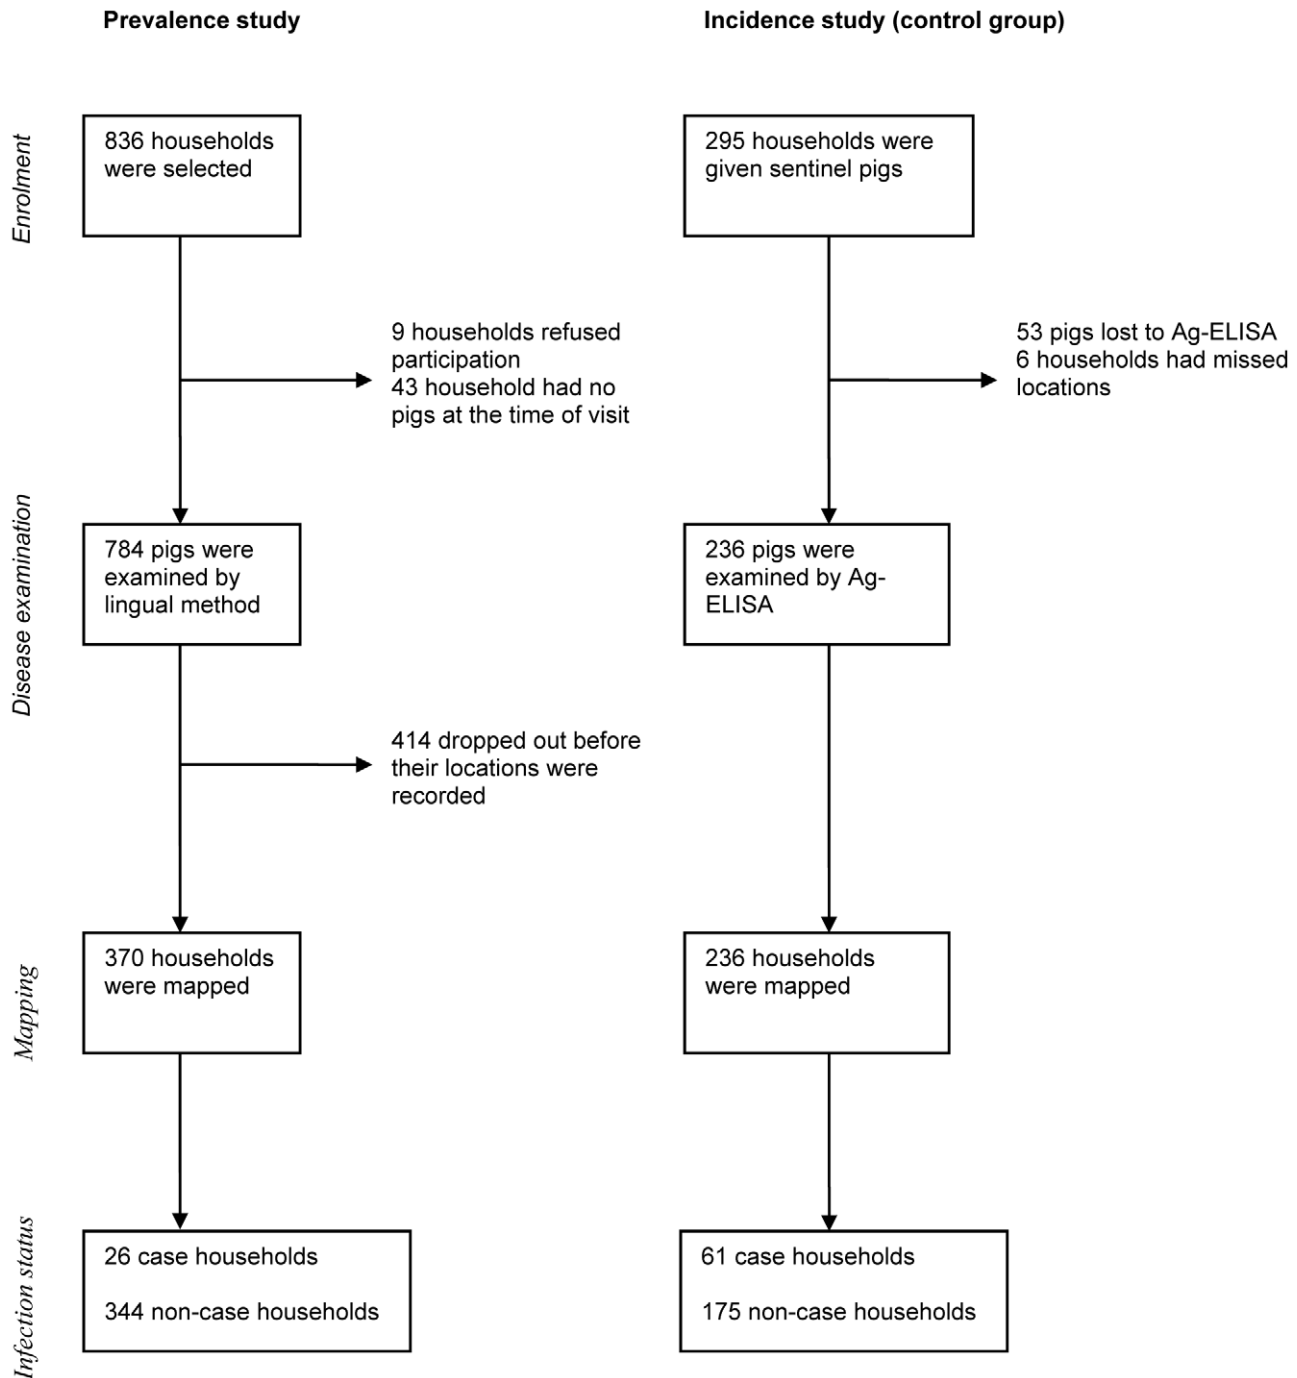 Prevalence study
Incidence study (control group)
Enrolment
836 households
were selected
295 households were
given sentinel pigs
9 households refused
participation
43 household had no
pigs at the time of visit
53 pigs lost to Ag-ELISA
6 households had missed
locations
Disease examination
784 pigs were
examined by
lingual method
236 pigs were
examined by Ag-
ELISA
414 dropped out before
their locations were
recorded
Mapping
370 households
were mapped
236 households
were mapped
Infection status
26 case households
344 non-case households
61 case households
175 non-case households